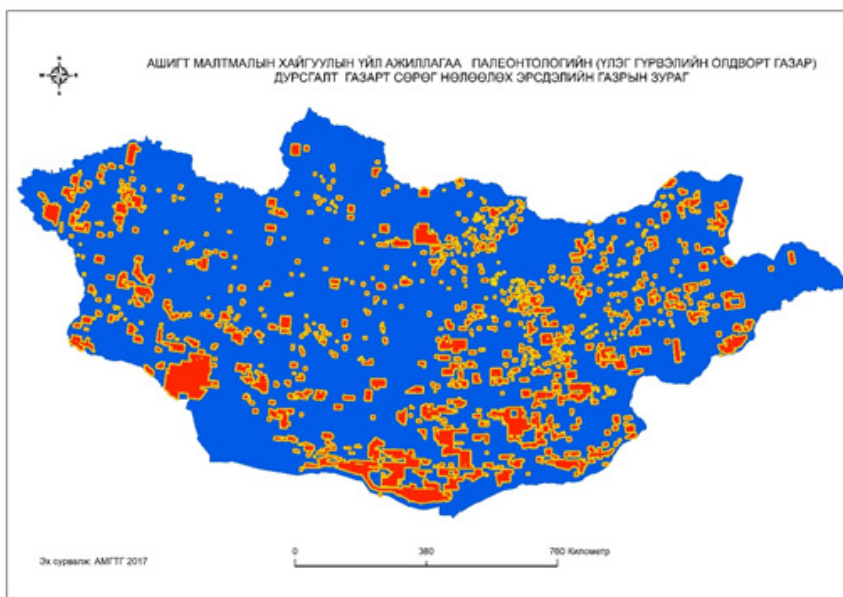 АШИГТ МАЛТМАЛЫН ХАЙГУУЛЫН ҮЙЛ АЖИЛЛАГАА ПАЛЕОНТОЛОГИЙН (ҮЛЭГ ГҮРВЭЛИЙН ОЛДВОРТ ГАЗАР)
ДУРСГАЛТ ГАЗАРТ СӨРӨГ НӨЛӨӨЛӨХ ЭРСДЭЛИЙН ГАЗРЫН ЗУРАГ
0 380 760 Километр
Эх сурвалж: АМГТГ 2017